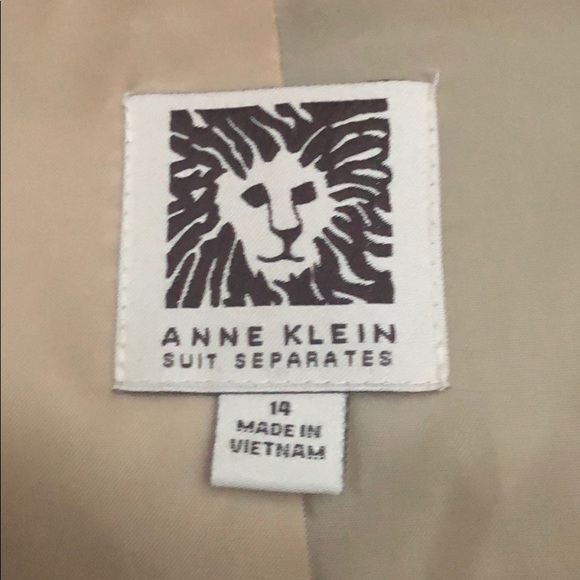 ANNE KLEIN
SUIT SEPARATES
14
MADE IN
VIETNAM